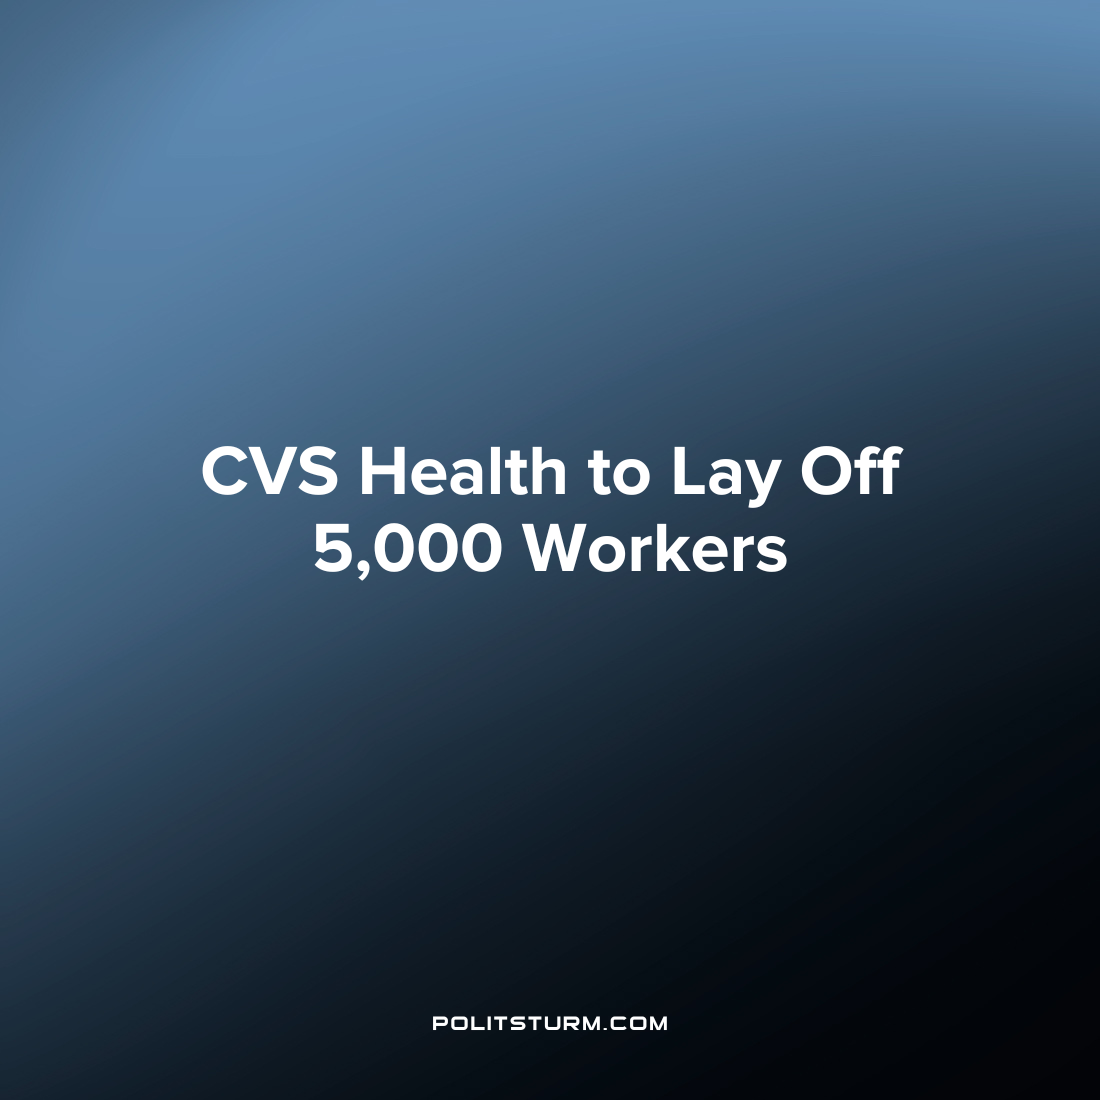 CVS Health to Lay Off
5,000 Workers
POLITSTURM.COM